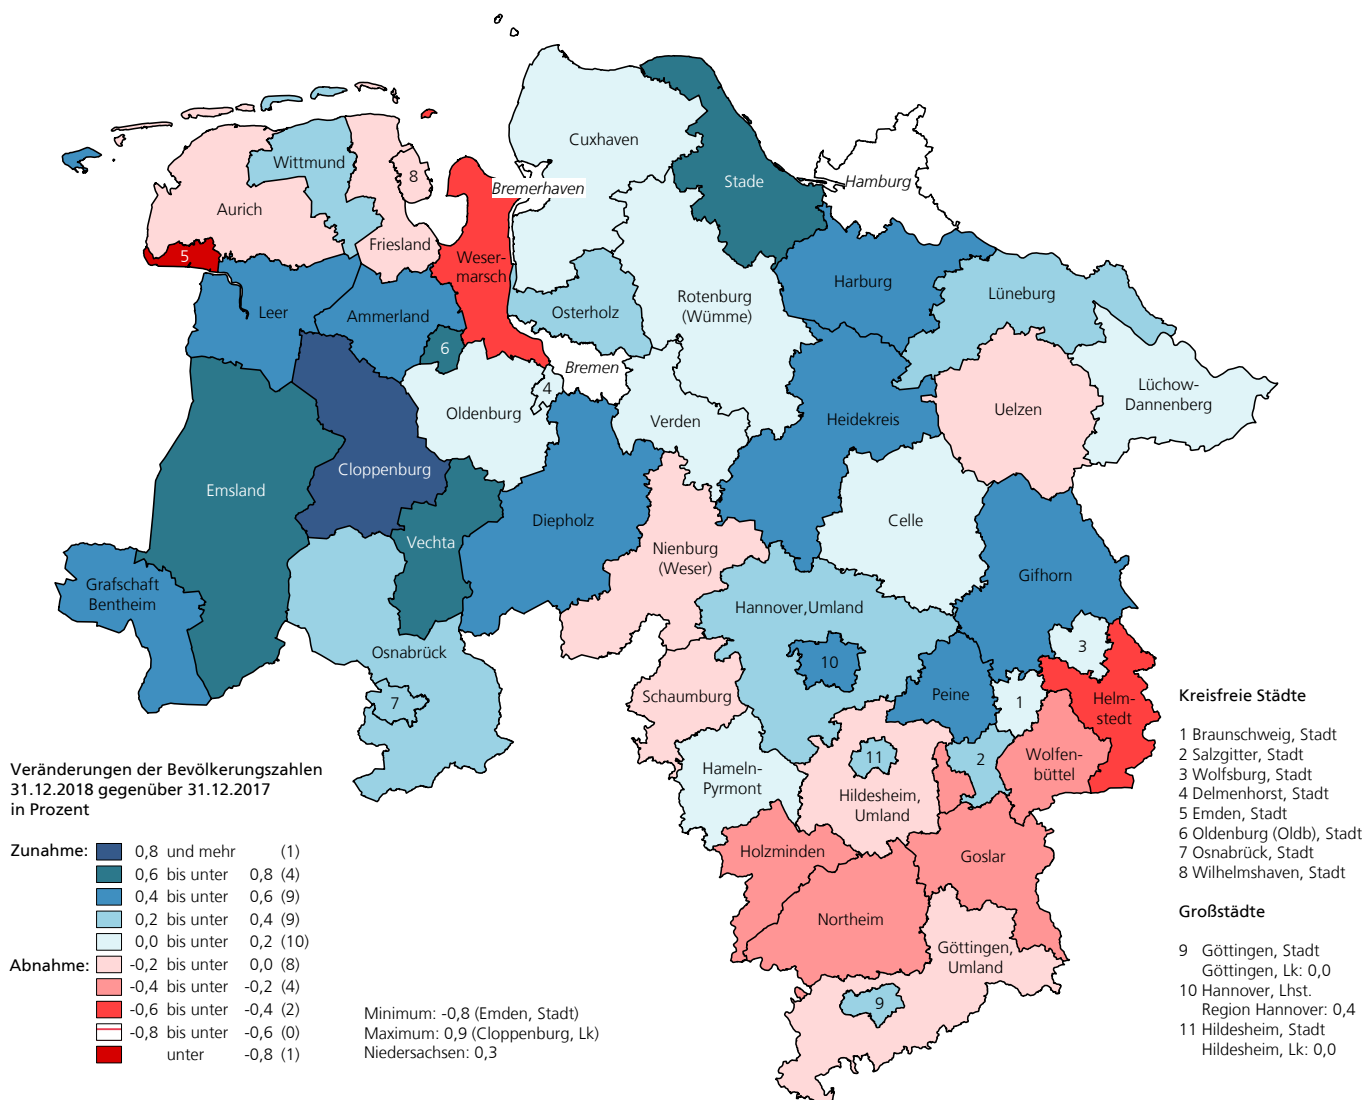 Cuxhaven
Wittmund
8
Bremerhaven
Stade
Hamburg
Aurich
Friesland
5
Weser-
marsch
Leer
Ammerland
Osterholz
Rotenburg
(Wümme)
Harburg
Lüneburg
6
Bremen
4
Oldenburg
Verden
Heidekreis
Uelzen
Lüchow-
Dannenberg
Emsland
Cloppenburg
Vechta
Diepholz
Celle
Nienburg
(Weser)
Gifhorn
Grafschaft
Bentheim
Hannover,Umland
Osnabrück
7
10
3
Schaumburg
Peine
1
Helm-
stedt
Hameln-
Pyrmont
11
2
Wolfen-
büttel
Hildesheim,
Umland
Holzminden
Goslar
Northeim
Göttingen,
Umland
9
Veränderungen der Bevölkerungszahlen
31.12.2018 gegenüber 31.12.2017
in Prozent
Zunahme: 0,8 und mehr (1)
0,6 bis unter 0,8 (4)
0,4 bis unter 0,6 (9)
0,2 bis unter 0,4 (9)
0,0 bis unter 0,2 (10)
Abnahme: -0,2 bis unter 0,0 (8)
-0,4 bis unter -0,2 (4)
-0,6 bis unter -0,4 (2)
-0,8 bis unter -0,6 (0)
unter -0,8 (1)
Minimum: -0,8 (Emden, Stadt)
Maximum: 0,9 (Cloppenburg, Lk)
Niedersachsen: 0,3
Kreisfreie Städte
1 Braunschweig, Stadt
2 Salzgitter, Stadt
3 Wolfsburg, Stadt
4 Delmenhorst, Stadt
5 Emden, Stadt
6 Oldenburg (Oldb), Stadt
7 Osnabrück, Stadt
8 Wilhelmshaven, Stadt
Großstädte
9 Göttingen, Stadt
Göttingen, Lk: 0,0
10 Hannover, Lhst.
Region Hannover: 0,4
11 Hildesheim, Stadt
Hildesheim, Lk: 0,0